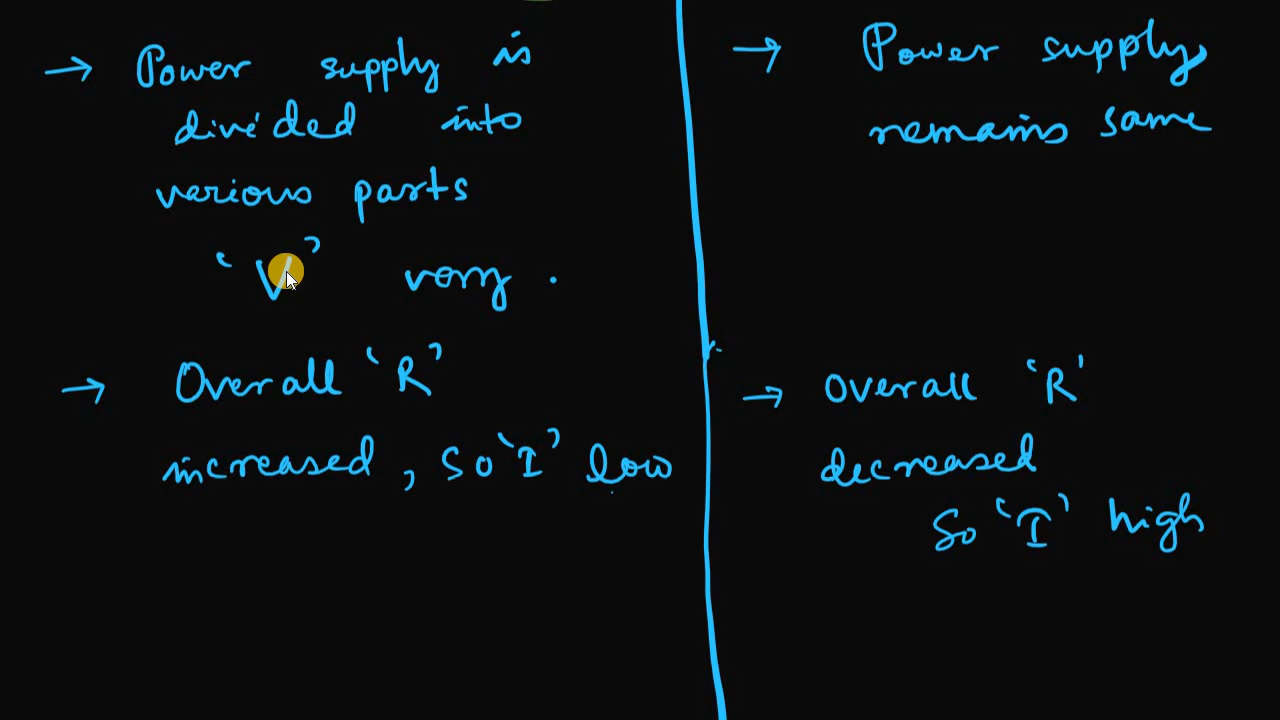 → Power supply is
divided into
various parts
'V' vary.
→ Overall 'R'
increased, so 'I' low
→ Power supply
remains same
→ Overall 'R'
decreased
So 'I' high